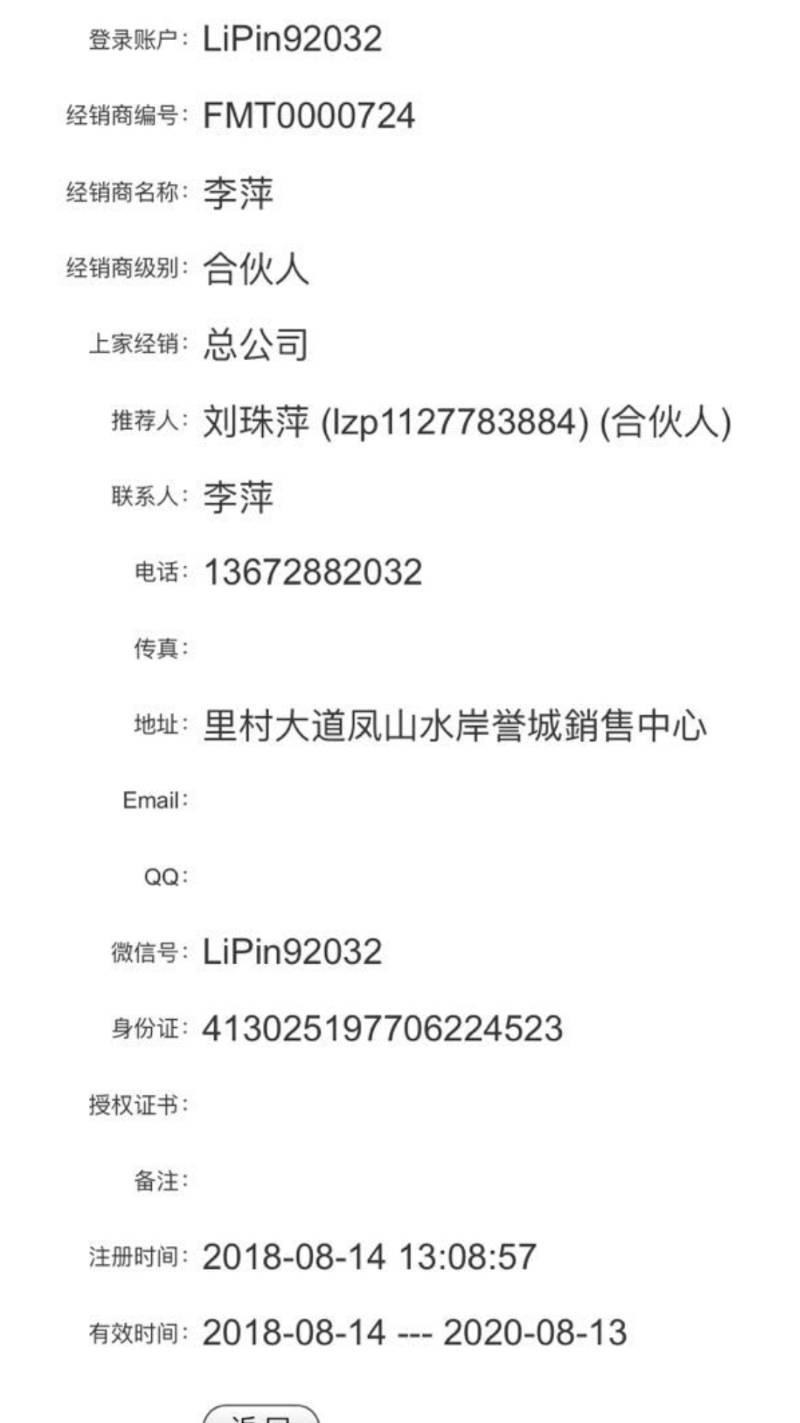 登录账户: LiPin92032
经销商编号: FMT0000724
经销商名称: 李萍
经销商级别: 合伙人
上家经销: 总公司
推荐人: 刘珠萍 (lzp1127783884) (合伙人)
联系人: 李萍
电话: 13672882032
传真:
地址: 里村大道凤山水岸誉城銷售中心
Email:
QQ:
微信号: LiPin92032
身份证: 413025197706224523
授权证书:
备注:
注册时间: 2018-08-14 13:08:57
有效时间: 2018-08-14 --- 2020-08-13
返回